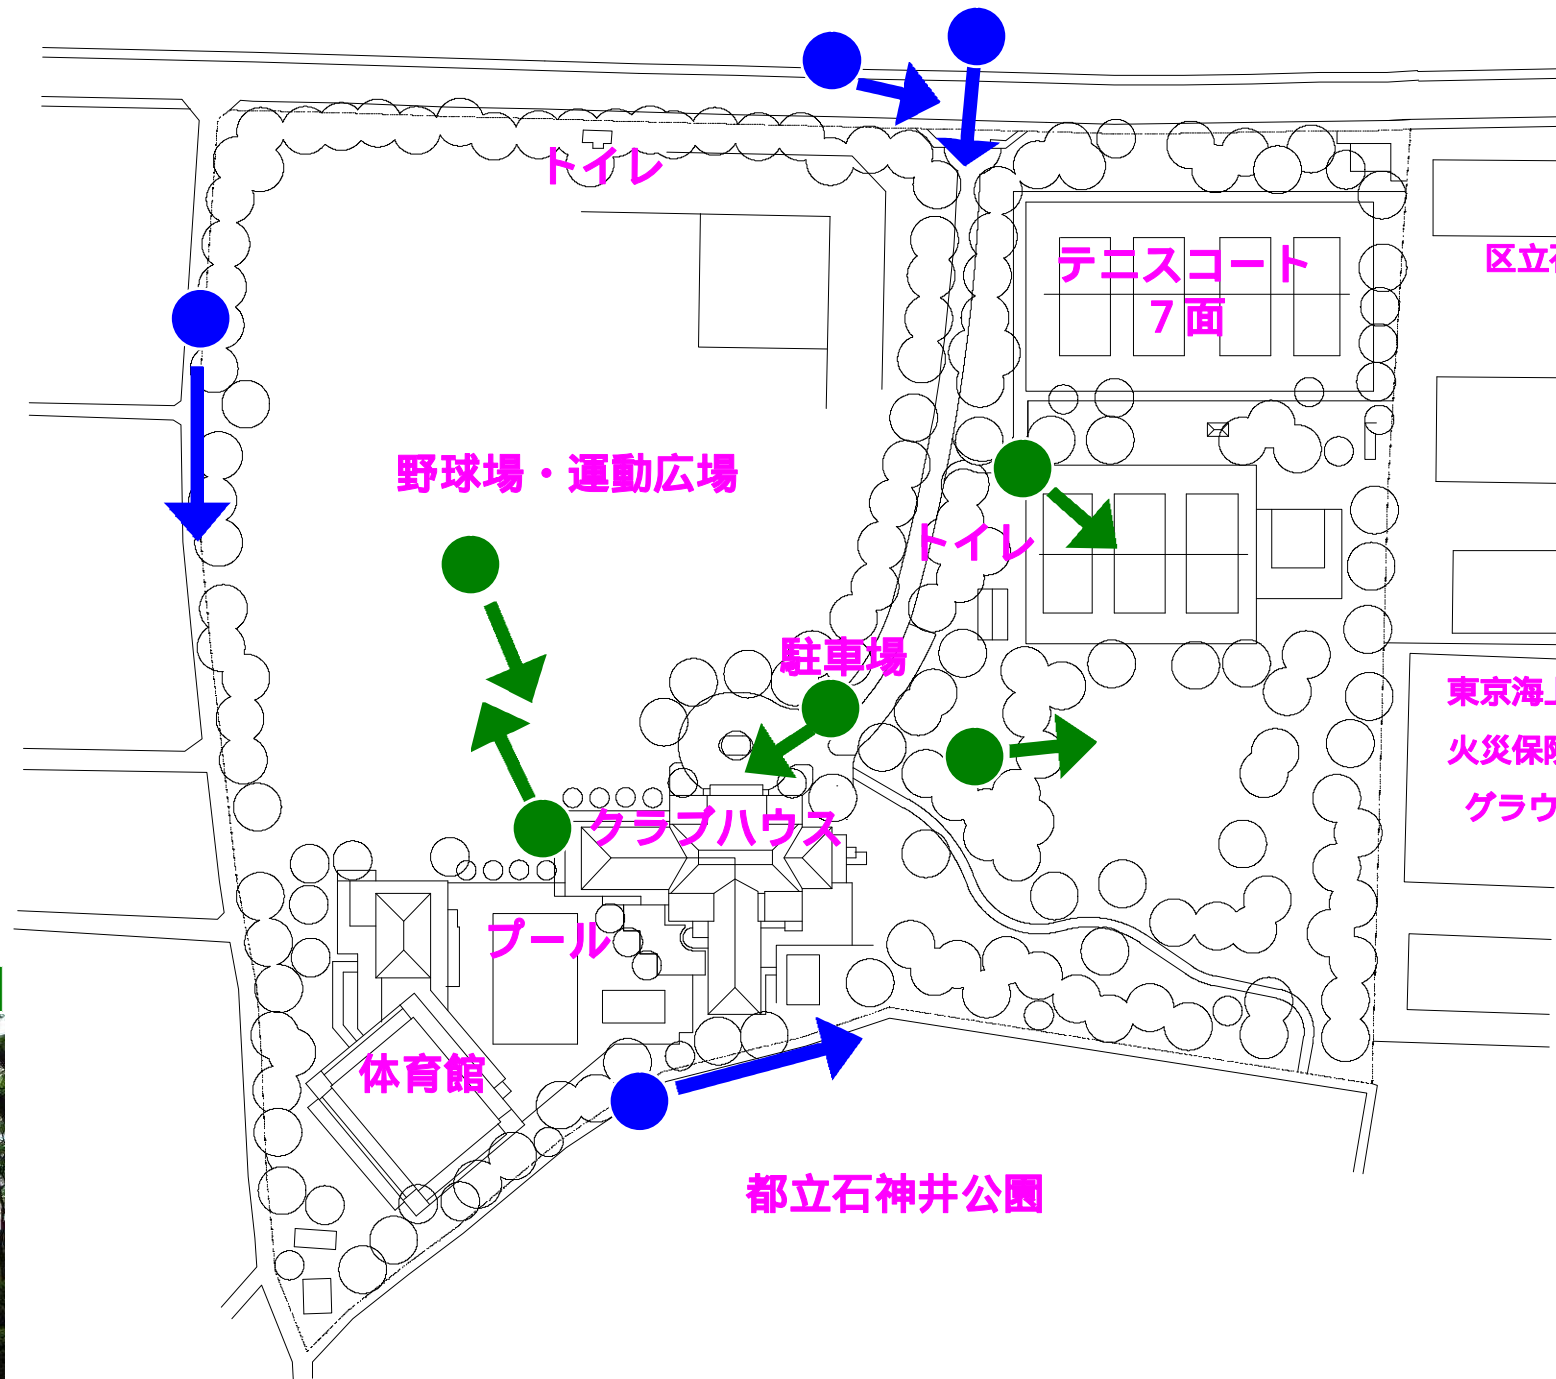 トイレ
テニスコート
７面
区立
野球場・運動広場
トイレ
駐車場
東京海上
火災保険
グラウ
クラブハウス
プール
体育館
都立石神井公園